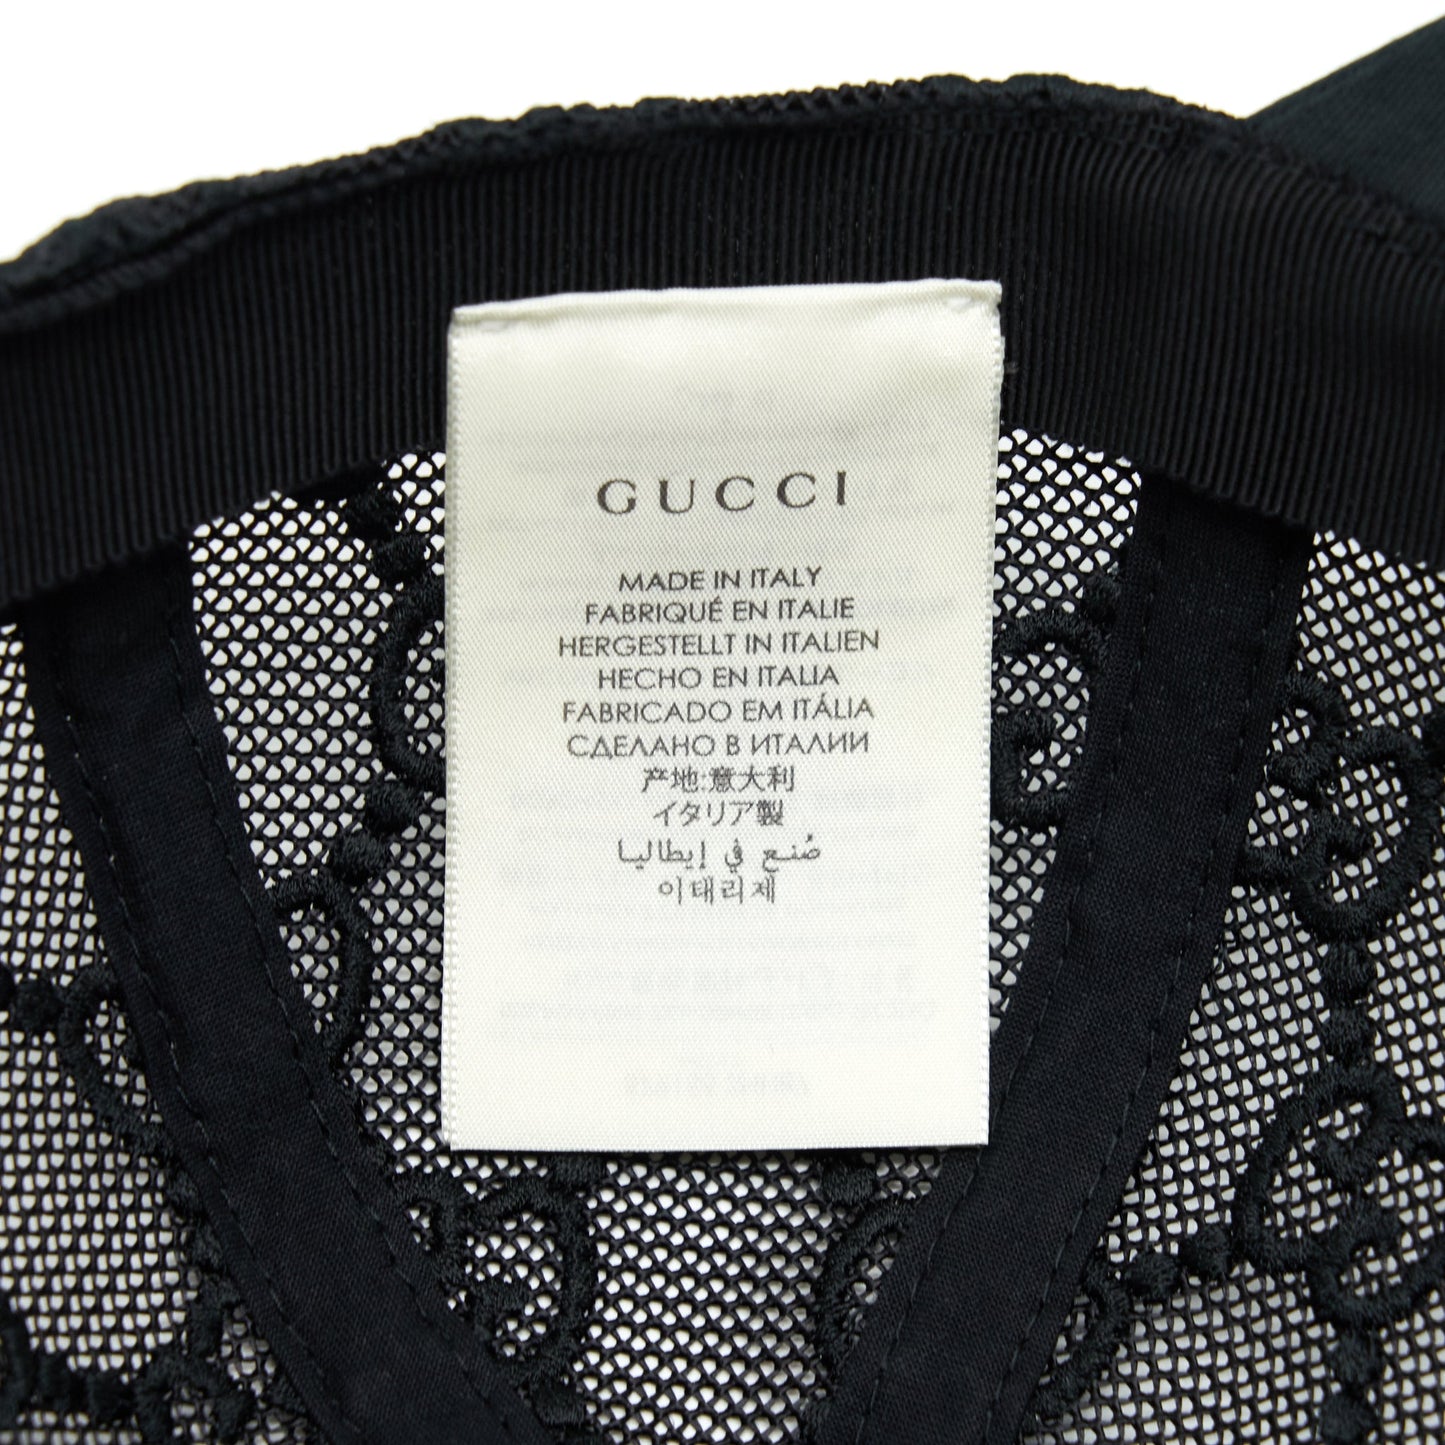 GUCCI
MADE IN ITALY
FABRIQUÉ EN ITALIE
HERGESTELLT IN ITALIEN
HECHO EN ITALIA
FABRICADO EM ITÁLIA
СДЕЛАНО В ИТАЛИИ
产地:意大利
イタリア製
صُنع في إيطاليا
이태리제